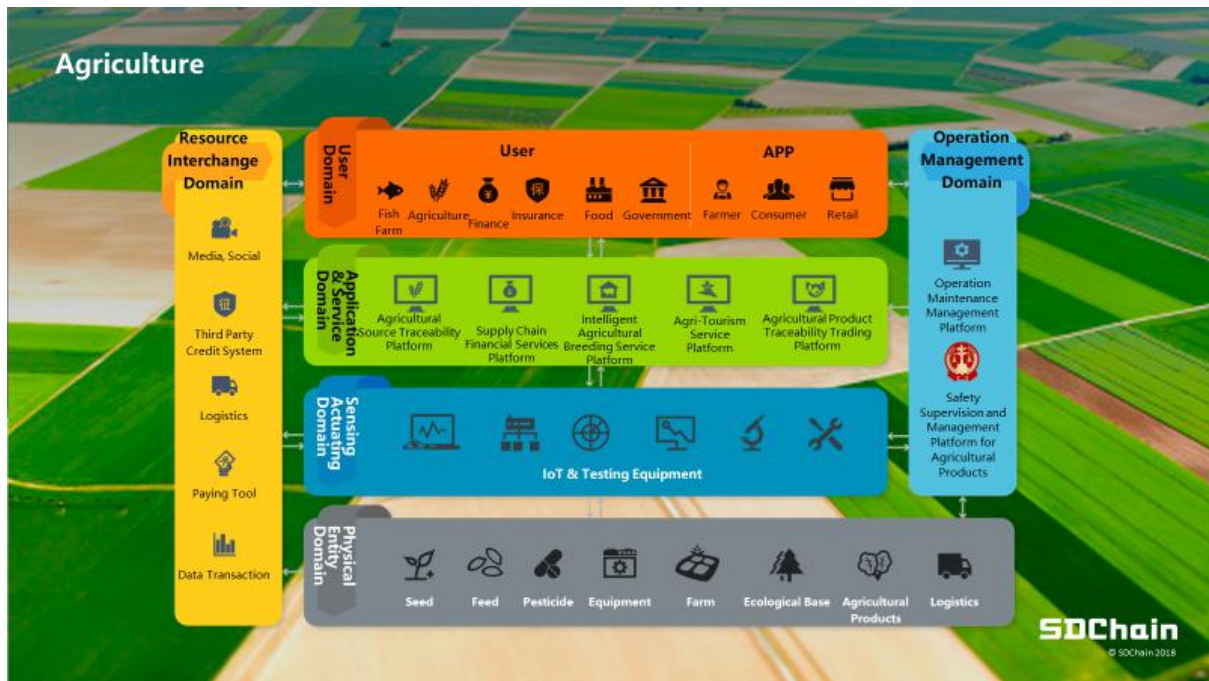 Agriculture
Resource
Interchange
Domain
Media, Social
征
Third Party
Credit System
Logistics
Paying Tool
Data Transaction
User
Domain
User
APP
¥
保
Fish
Farm
Agriculture
Finance
Insurance
Food
Government
Farmer
Consumer
Retail
Application
& Service
Domain
Agricultural
Source Traceability
Platform
Supply Chain
Financial Services
Platform
Intelligent
Agricultural
Breeding Service
Platform
Agri-Tourism
Service
Platform
Agricultural Product
Traceability Trading
Platform
Sensing
Actuating
Domain
IoT & Testing Equipment
Physical
Entity
Domain
Seed
Feed
Pesticide
Equipment
Farm
Ecological Base
Agricultural
Products
Logistics
Operation
Management
Domain
Operation
Maintenance
Management
Platform
Safety
Supervision and
Management
Platform for
Agricultural
Products
SDChain
© SDChain 2018